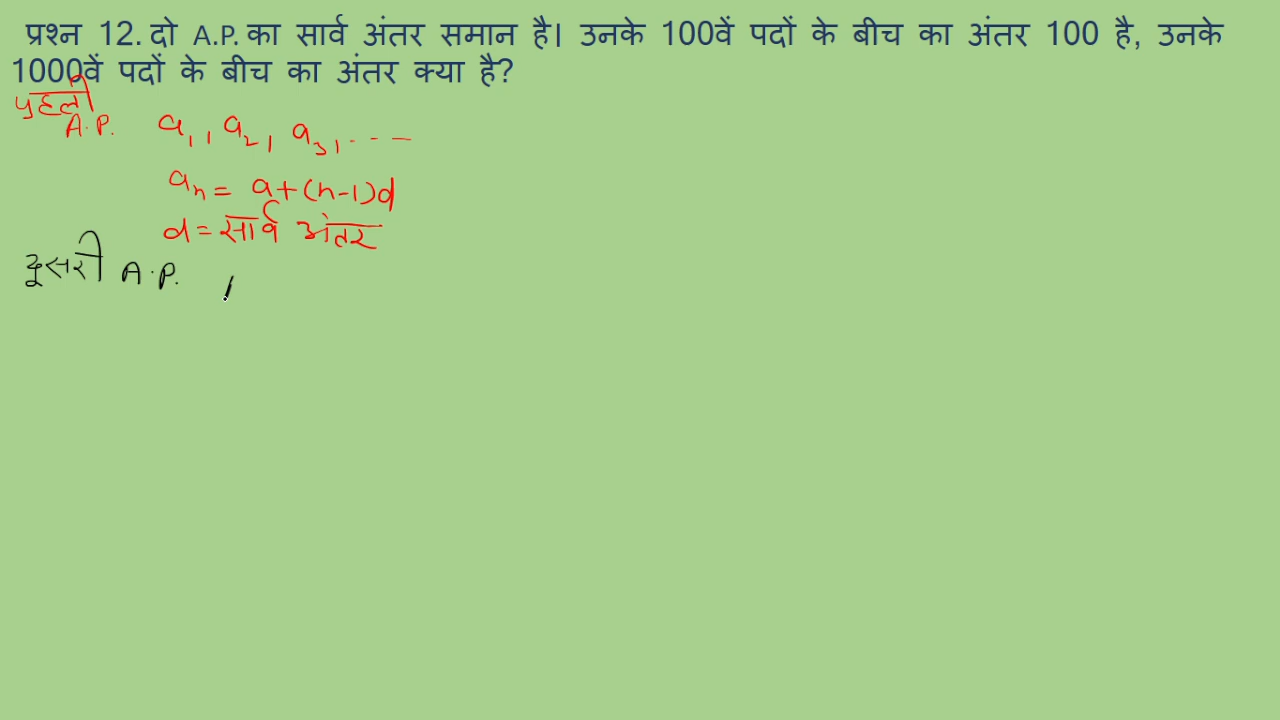 प्रश्न 12. दो A.P. का सार्व अंतर समान है। उनके 100वें पदों के बीच का अंतर 100 है, उनके
1000वें पदों के बीच का अंतर क्या है?
पहली
A.P. a₁, a₂, a₃, ---
aₙ = a+(n-1)d
d = सार्व अंतर
दूसरी A.P.